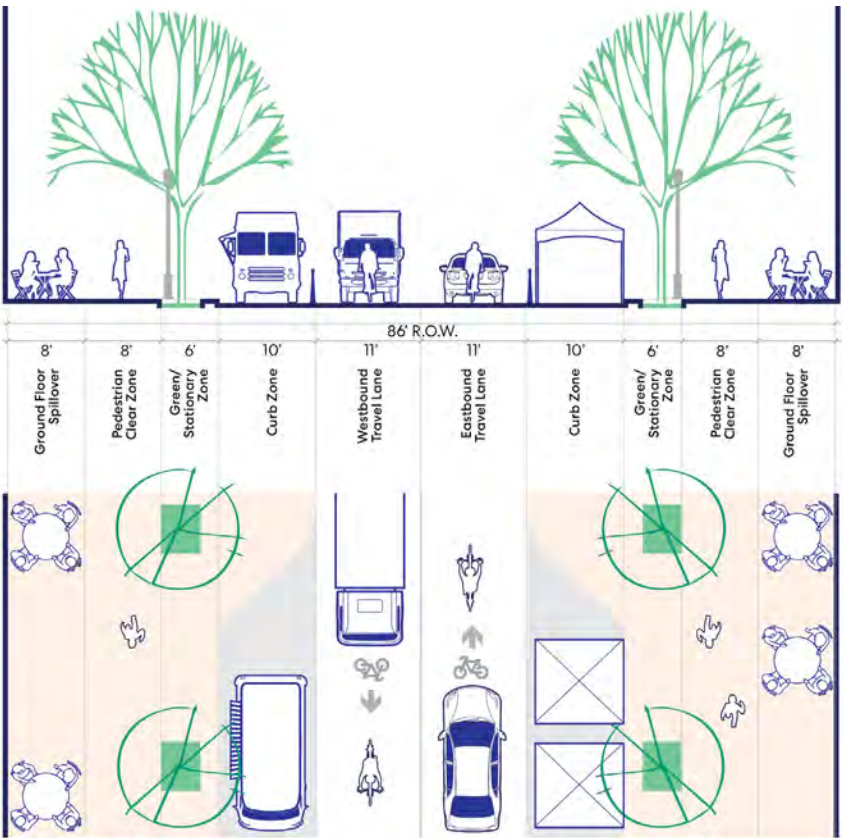 86' R.O.W.
8'
8'
6'
10'
11'
11'
10'
6'
8'
8'
Ground Floor
Spillover
Pedestrian
Clear Zone
Green/
Stationary
Zone
Curb Zone
Westbound
Travel Lane
Eastbound
Travel Lane
Curb Zone
Green/
Stationary
Zone
Pedestrian
Clear Zone
Ground Floor
Spillover